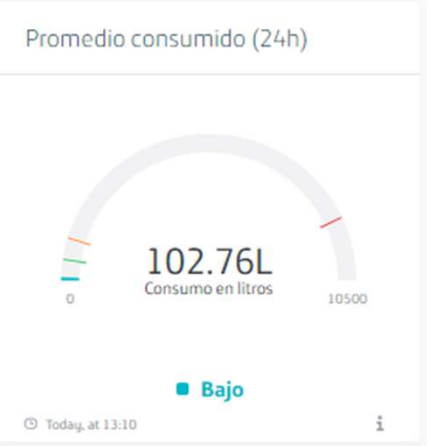 Promedio consumido (24h)
102.76L
Consumo en litros
0
10500
Bajo
Today, at 13:10
i